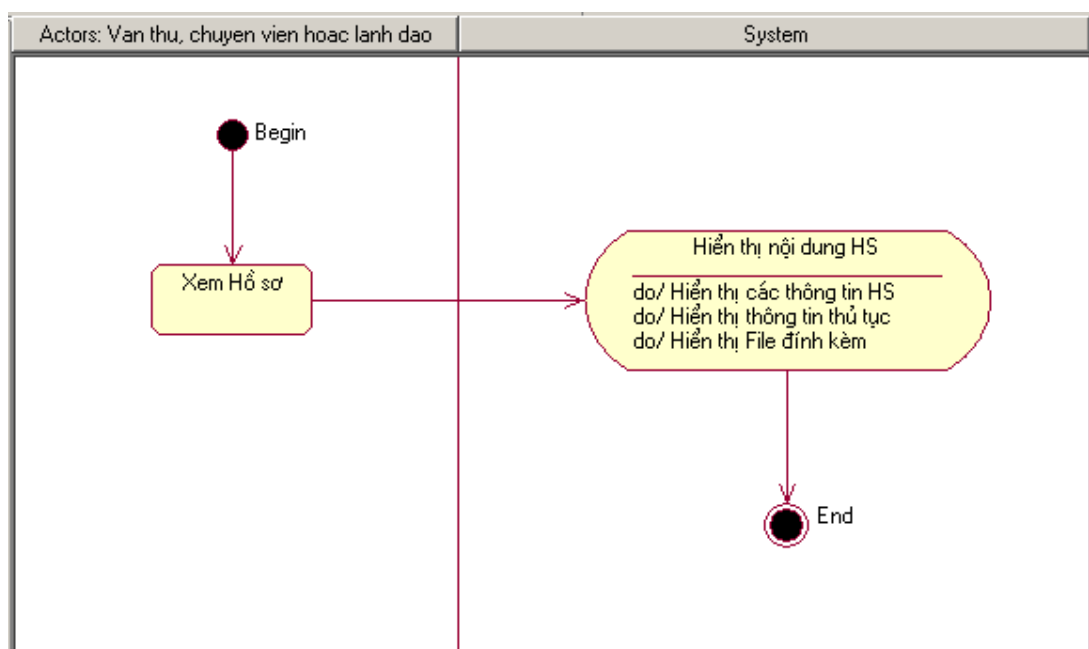 Actors: Van thu, chuyen vien hoac lanh dao
System
Begin
Xem Hồ sơ
Hiển thị nội dung HS
do/ Hiển thị các thông tin HS
do/ Hiển thị thông tin thủ tục
do/ Hiển thị File đính kèm
End